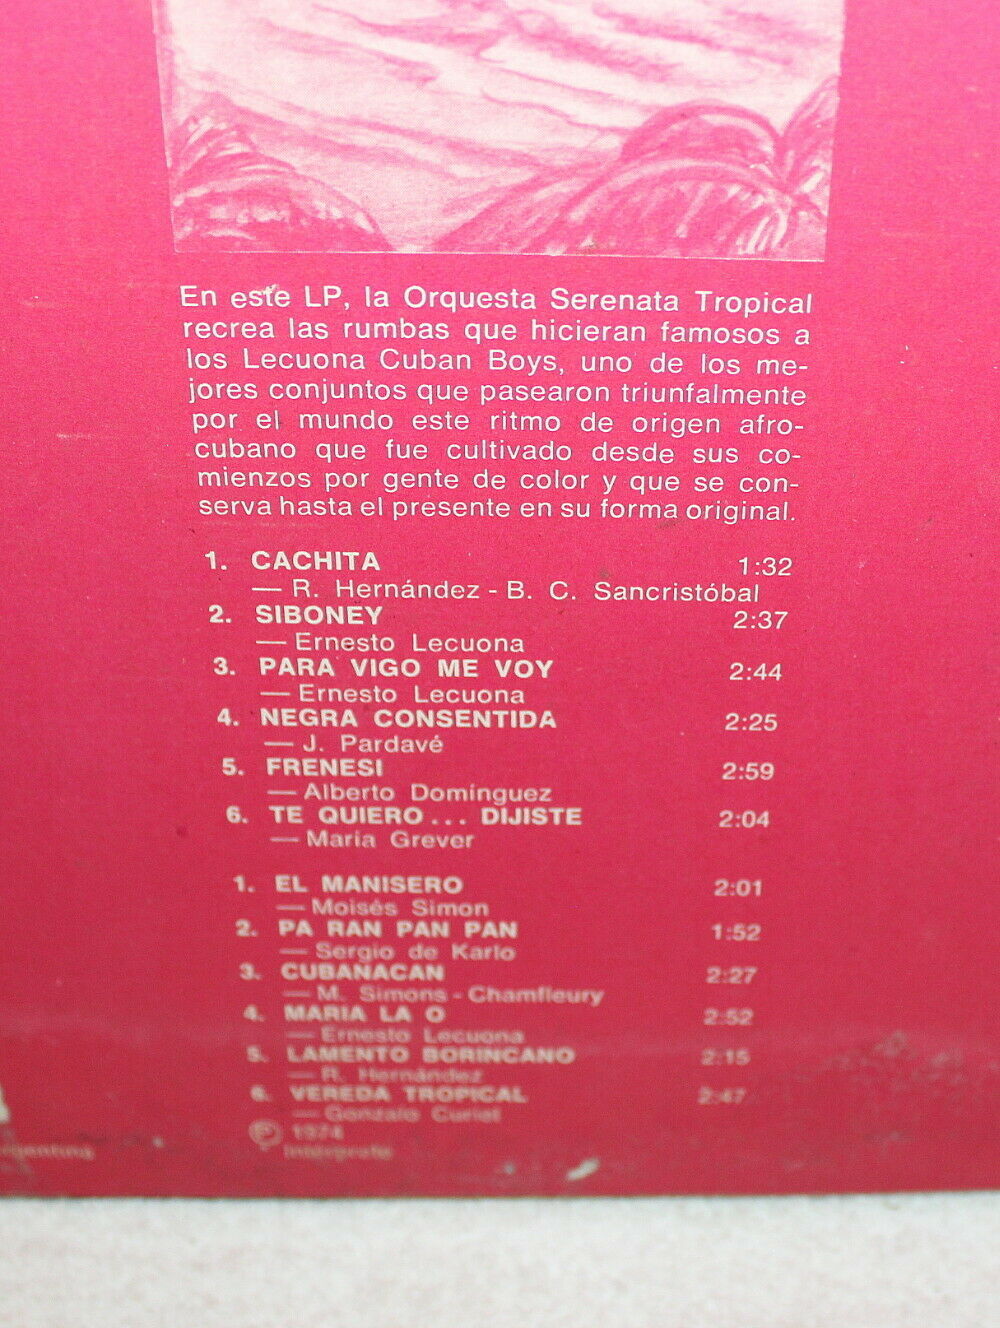 En este LP, la Orquesta Serenata Tropical
recrea las rumbas que hicieran famosos a
los Lecuona Cuban Boys, uno de los me-
jores conjuntos que pasearon triunfalmente
por el mundo este ritmo de origen afro-
cubano que fue cultivado desde sus co-
mienzos por gente de color y que se con-
serva hasta el presente en su forma original.
1. CACHITA 1:32
— R. Hernández - B. C. Sancristóbal
2. SIBONEY 2:37
— Ernesto Lecuona
3. PARA VIGO ME VOY 2:44
— Ernesto Lecuona
4. NEGRA CONSENTIDA 2:25
— J. Pardavé
5. FRENESI 2:59
— Alberto Domínguez
6. TE QUIERO... DIJISTE 2:04
— María Grever
1. EL MANISERO 2:01
— Moisés Simon
2. PA RAN PAN PAN 1:52
— Sergio de Karlo
3. CUBANACAN 2:27
— M. Simons - Chamfleury
4. MARIA LA O 2:52
— Ernesto Lecuona
5. LAMENTO BORINCANO 2:15
— R. Hernández
6. VEREDA TROPICAL 2:47
— Gonzalo Curiel
Ⓟ 1974
Intérprete